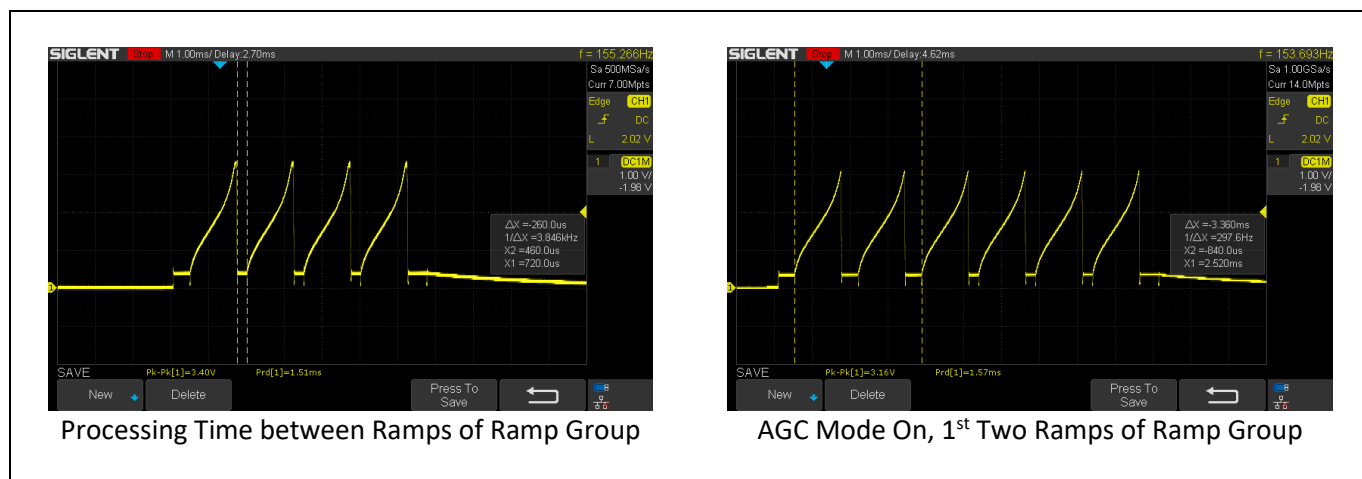 SIGLENT Stop M 1.00ms/ Delay:2.70ms f = 155.266Hz
Sa 500MSa/s
Curr 7.00Mpts
Edge CH1
DC
L 2.02 V
1 DC1M
1.00 V/
-1.98 V
ΔX =-260.0us
1/ΔX =3.846kHz
X2 =460.0us
X1 =720.0us
1
SAVE Pk-Pk[1]=3.40V Prd[1]=1.51ms
New Delete Press To
Save
Processing Time between Ramps of Ramp Group
SIGLENT Stop M 1.00ms/ Delay:4.62ms f = 153.693Hz
Sa 1.00GSa/s
Curr 14.0Mpts
Edge CH1
DC
L 2.02 V
1 DC1M
1.00 V/
-1.98 V
ΔX =-3.360ms
1/ΔX =297.6Hz
X2 =-840.0us
X1 =2.520ms
1
SAVE Pk-Pk[1]=3.16V Prd[1]=1.57ms
New Delete Press To
Save
AGC Mode On, 1st Two Ramps of Ramp Group